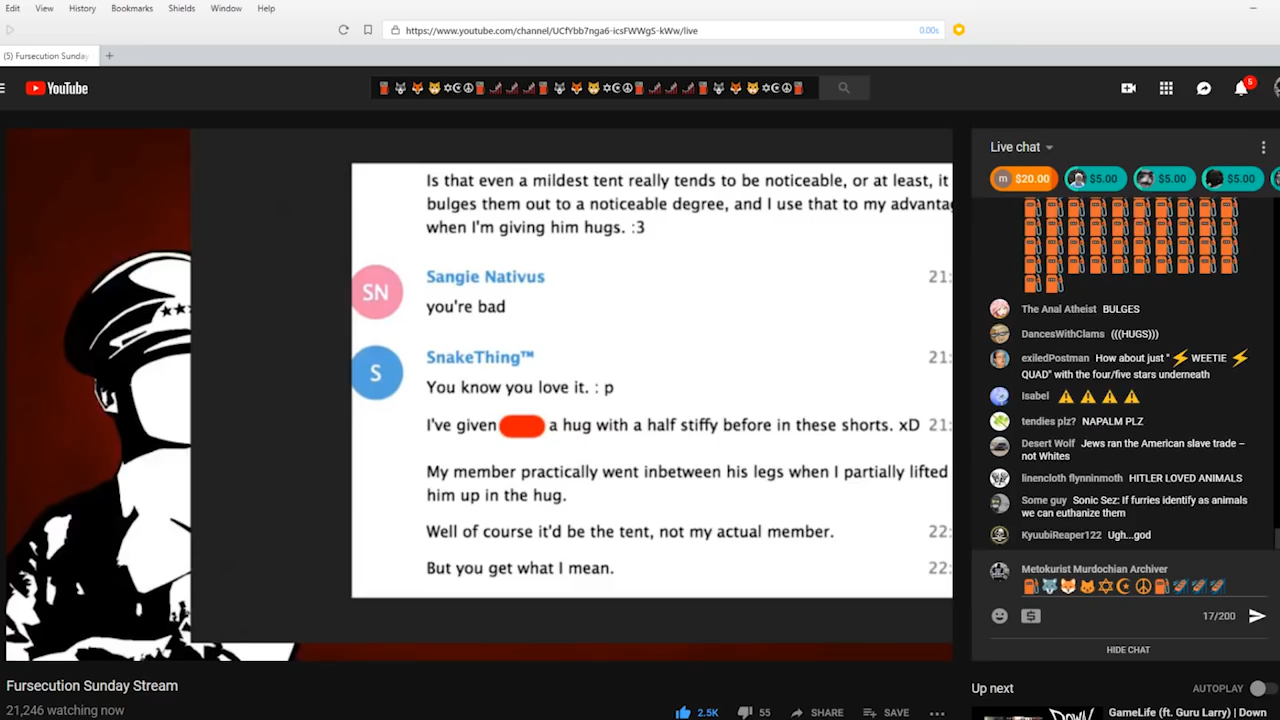 Edit View History Bookmarks Shields Window Help
https://www.youtube.com/channel/UCfYbb7nga6-icsFWWgS-kWw/live
0.00s
(5) Fursecution Sunday
YouTube
5
Is that even a mildest tent really tends to be noticeable, or at least, it
bulges them out to a noticeable degree, and I use that to my advanta
when I'm giving him hugs. :3
SN
Sangie Nativus
21:
you're bad
S
SnakeThing™
21:
You know you love it. : p
I've given a hug with a half stiffy before in these shorts. xD 21:
My member practically went inbetween his legs when I partially lifted
him up in the hug.
Well of course it'd be the tent, not my actual member. 22:
But you get what I mean. 22:
Live chat
m $20.00 $5.00 $5.00 $5.00
The Anal Atheist BULGES
DancesWithClams (((HUGS)))
exiledPostman How about just "⚡WEETIE ⚡
QUAD" with the four/five stars underneath
Isabel ⚠⚠⚠⚠
tendies plz? NAPALM PLZ
Desert Wolf Jews ran the American slave trade –
not Whites
linencloth flynninmoth HITLER LOVED ANIMALS
Some guy Sonic Sez: If furries identify as animals
we can euthanize them
KyuubiReaper122 Ugh...god
Metokurist Murdochian Archiver
17/200
HIDE CHAT
Fursecution Sunday Stream
21,246 watching now
2.5K 55 SHARE SAVE
Up next
AUTOPLAY
GameLife (ft. Guru Larry) | Down
DOWN